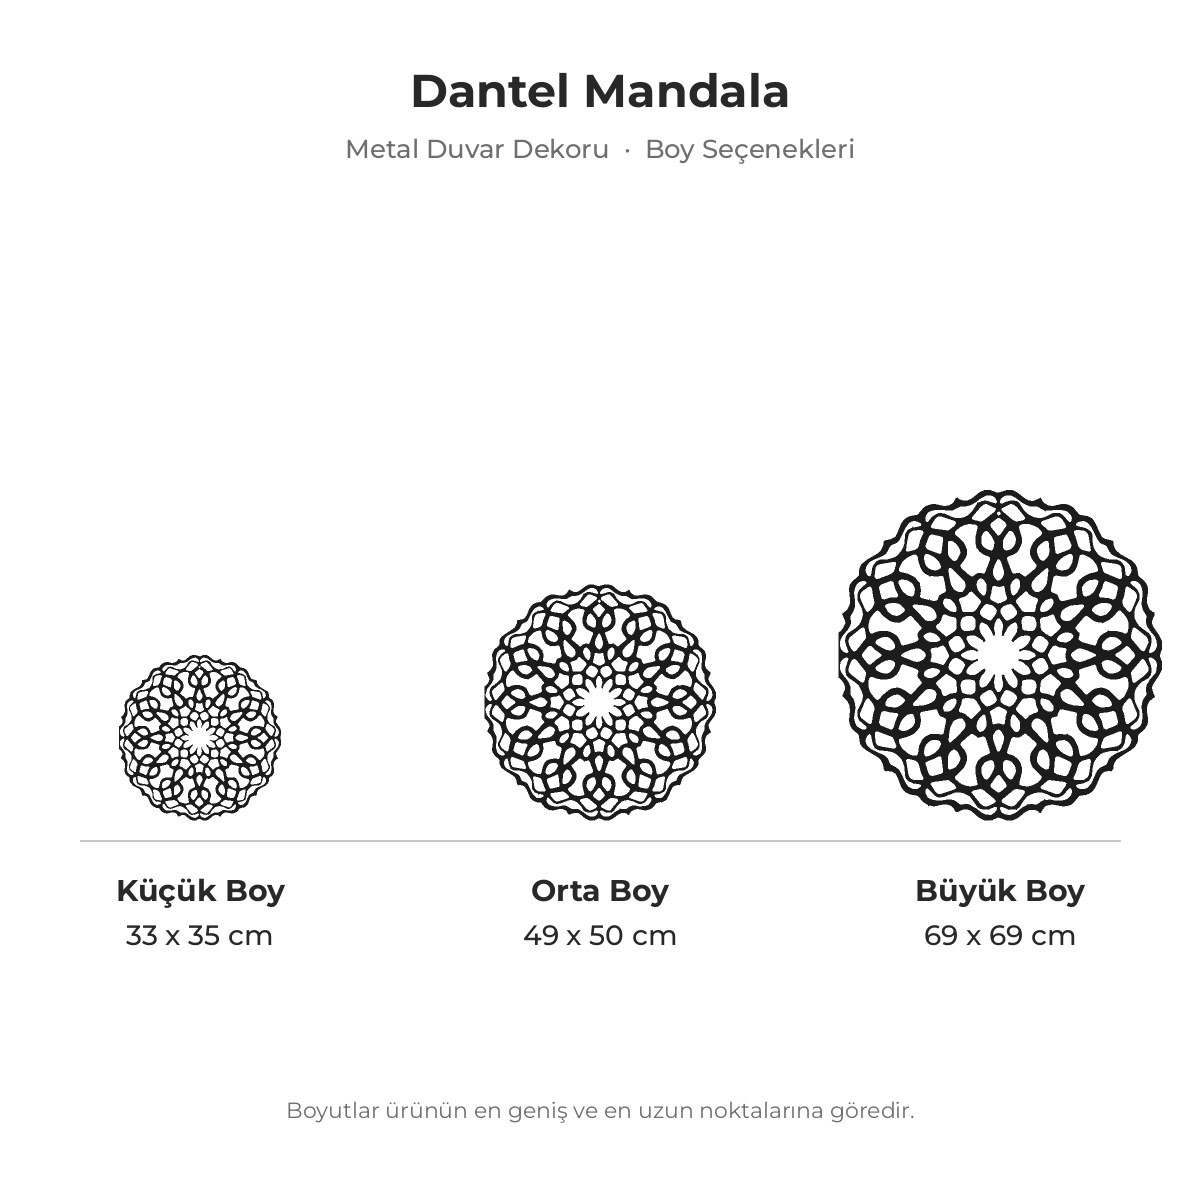 Dantel Mandala
Metal Duvar Dekoru · Boy Seçenekleri
Küçük Boy
33 x 35 cm
Orta Boy
49 x 50 cm
Büyük Boy
69 x 69 cm
Boyutlar ürünün en geniş ve en uzun noktalarına göredir.